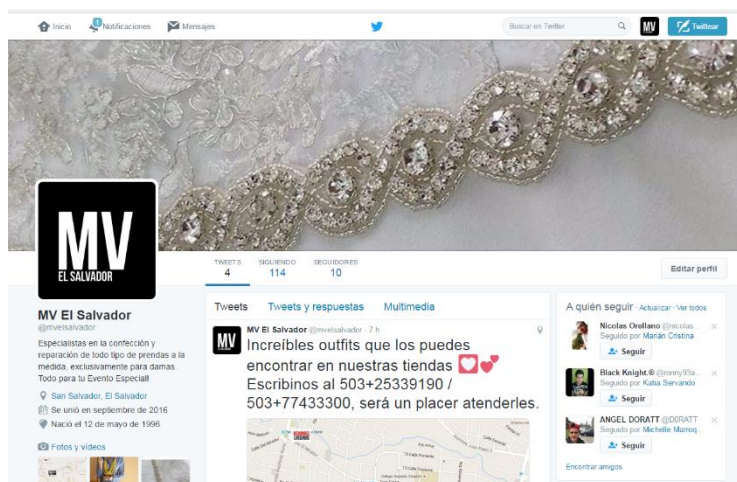 Inicio
Notificaciones
1
Mensajes
Buscar en Twitter
MV
Twittear
MV
EL SALVADOR
TWEETS
4
SIGUIENDO
114
SEGUIDORES
10
Editar perfil
MV El Salvador
@mvelsalvador
Especialistas en la confección y
reparación de todo tipo de prendas a la
medida, exclusivamente para damas.
Todo para tu Evento Especial!
San Salvador, El Salvador
Se unió en septiembre de 2016
Nació el 12 de mayo de 1996
Fotos y videos
Tweets
Tweets y respuestas
Multimedia
MV
MV El Salvador @mvelsalvador · 7 h
Increíbles outfits que los puedes
encontrar en nuestras tiendas
Escribinos al 503+25339190 /
503+77433300, será un placer atenderles.
A quién seguir · Actualizar · Ver todos
Nicolas Orellano @nicolas...
Seguido por Marián Cristina
Seguir
Black Knight.® @ronny93a...
Seguido por Katia Servando
Seguir
ANGEL DORATT @D0RATT
Seguido por Michelle Marroq...
Seguir
Encontrar amigos